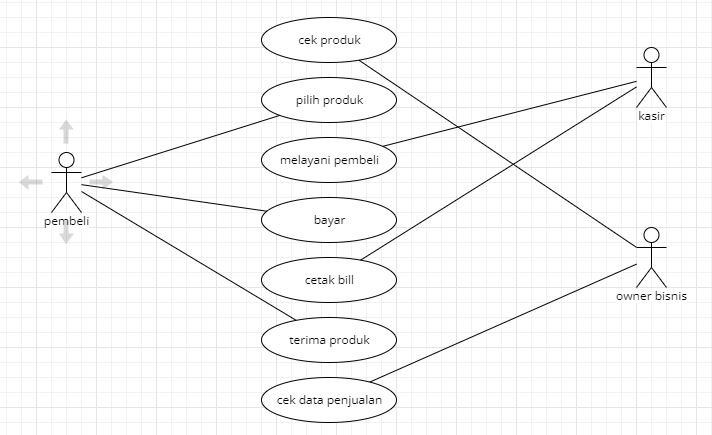 cek produk
pilih produk
kasir
melayani pembeli
pembeli
bayar
cetak bill
owner bisnis
terima produk
cek data penjualan